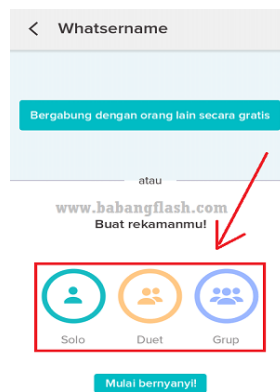 Whatsername
Bergabung dengan orang lain secara gratis
atau
www.babangflash.com
Buat rekamanmu!
Solo Duet Grup
Mulai bernyanyi!